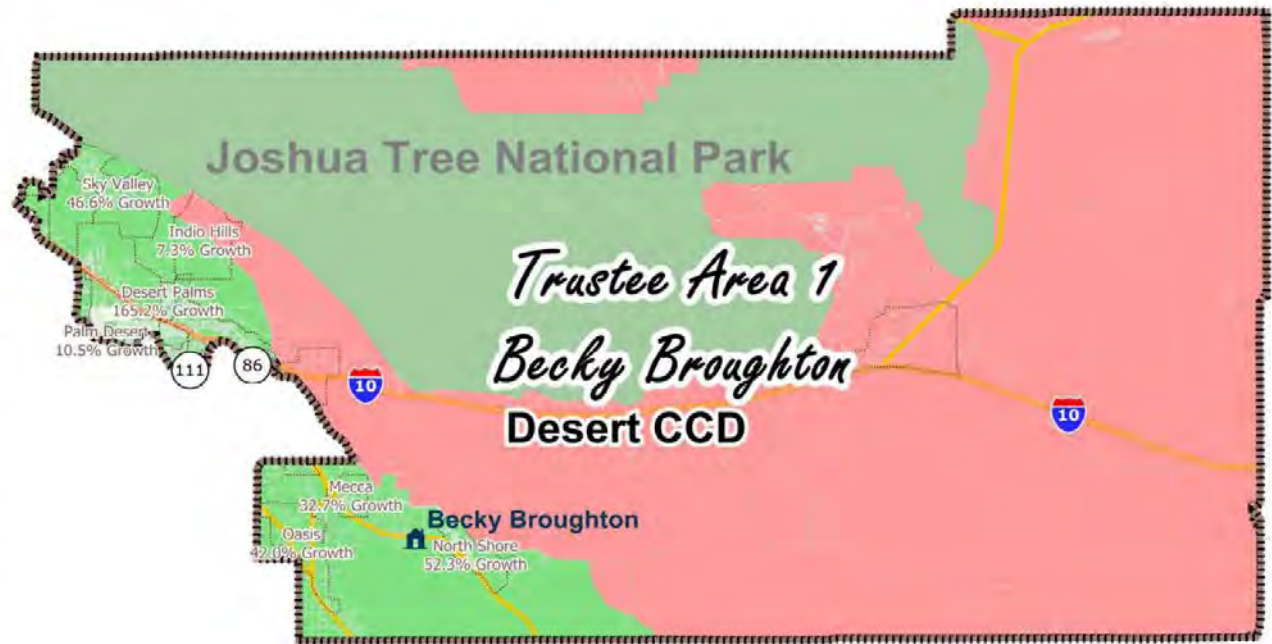 Joshua Tree National Park
Sky Valley
46.6% Growth
Indio Hills
7.3% Growth
Desert Palms
165.2% Growth
Palm Desert
10.5% Growth
111
86
10
Trustee Area 1
Becky Broughton
Desert CCD
10
Mecca
32.7% Growth
Becky Broughton
Oasis
42.0% Growth
North Shore
52.3% Growth